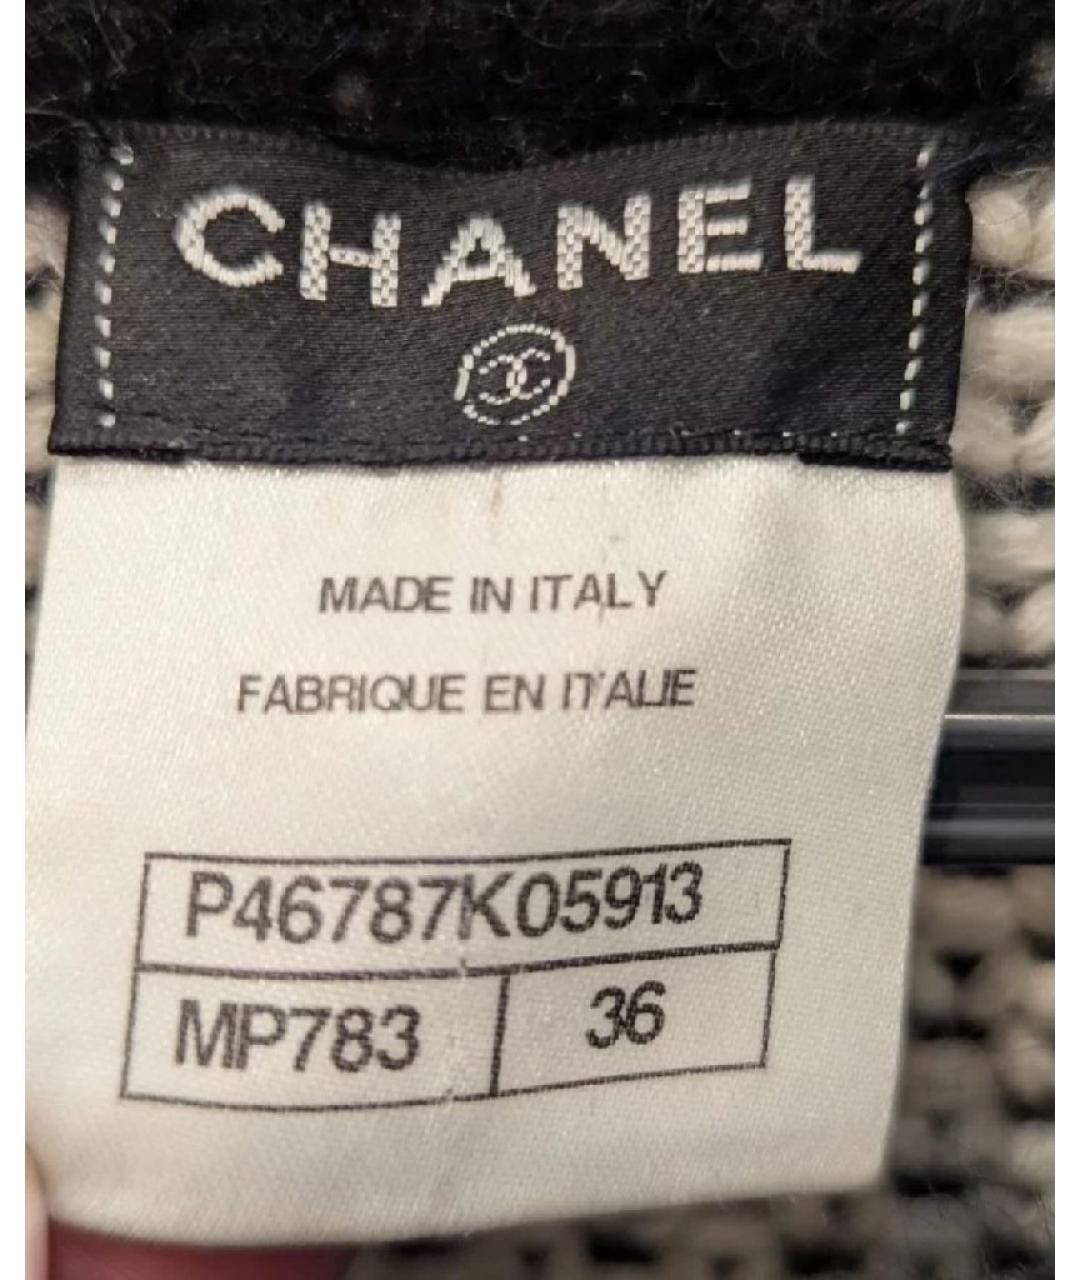 CHANEL
MADE IN ITALY
FABRIQUE EN ITALIE
P46787K05913
MP783 36